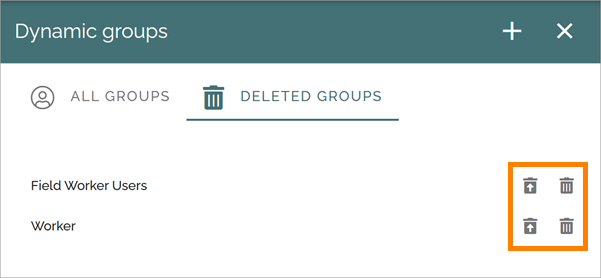 Dynamic groups
ALL GROUPS
DELETED GROUPS
Field Worker Users
Worker